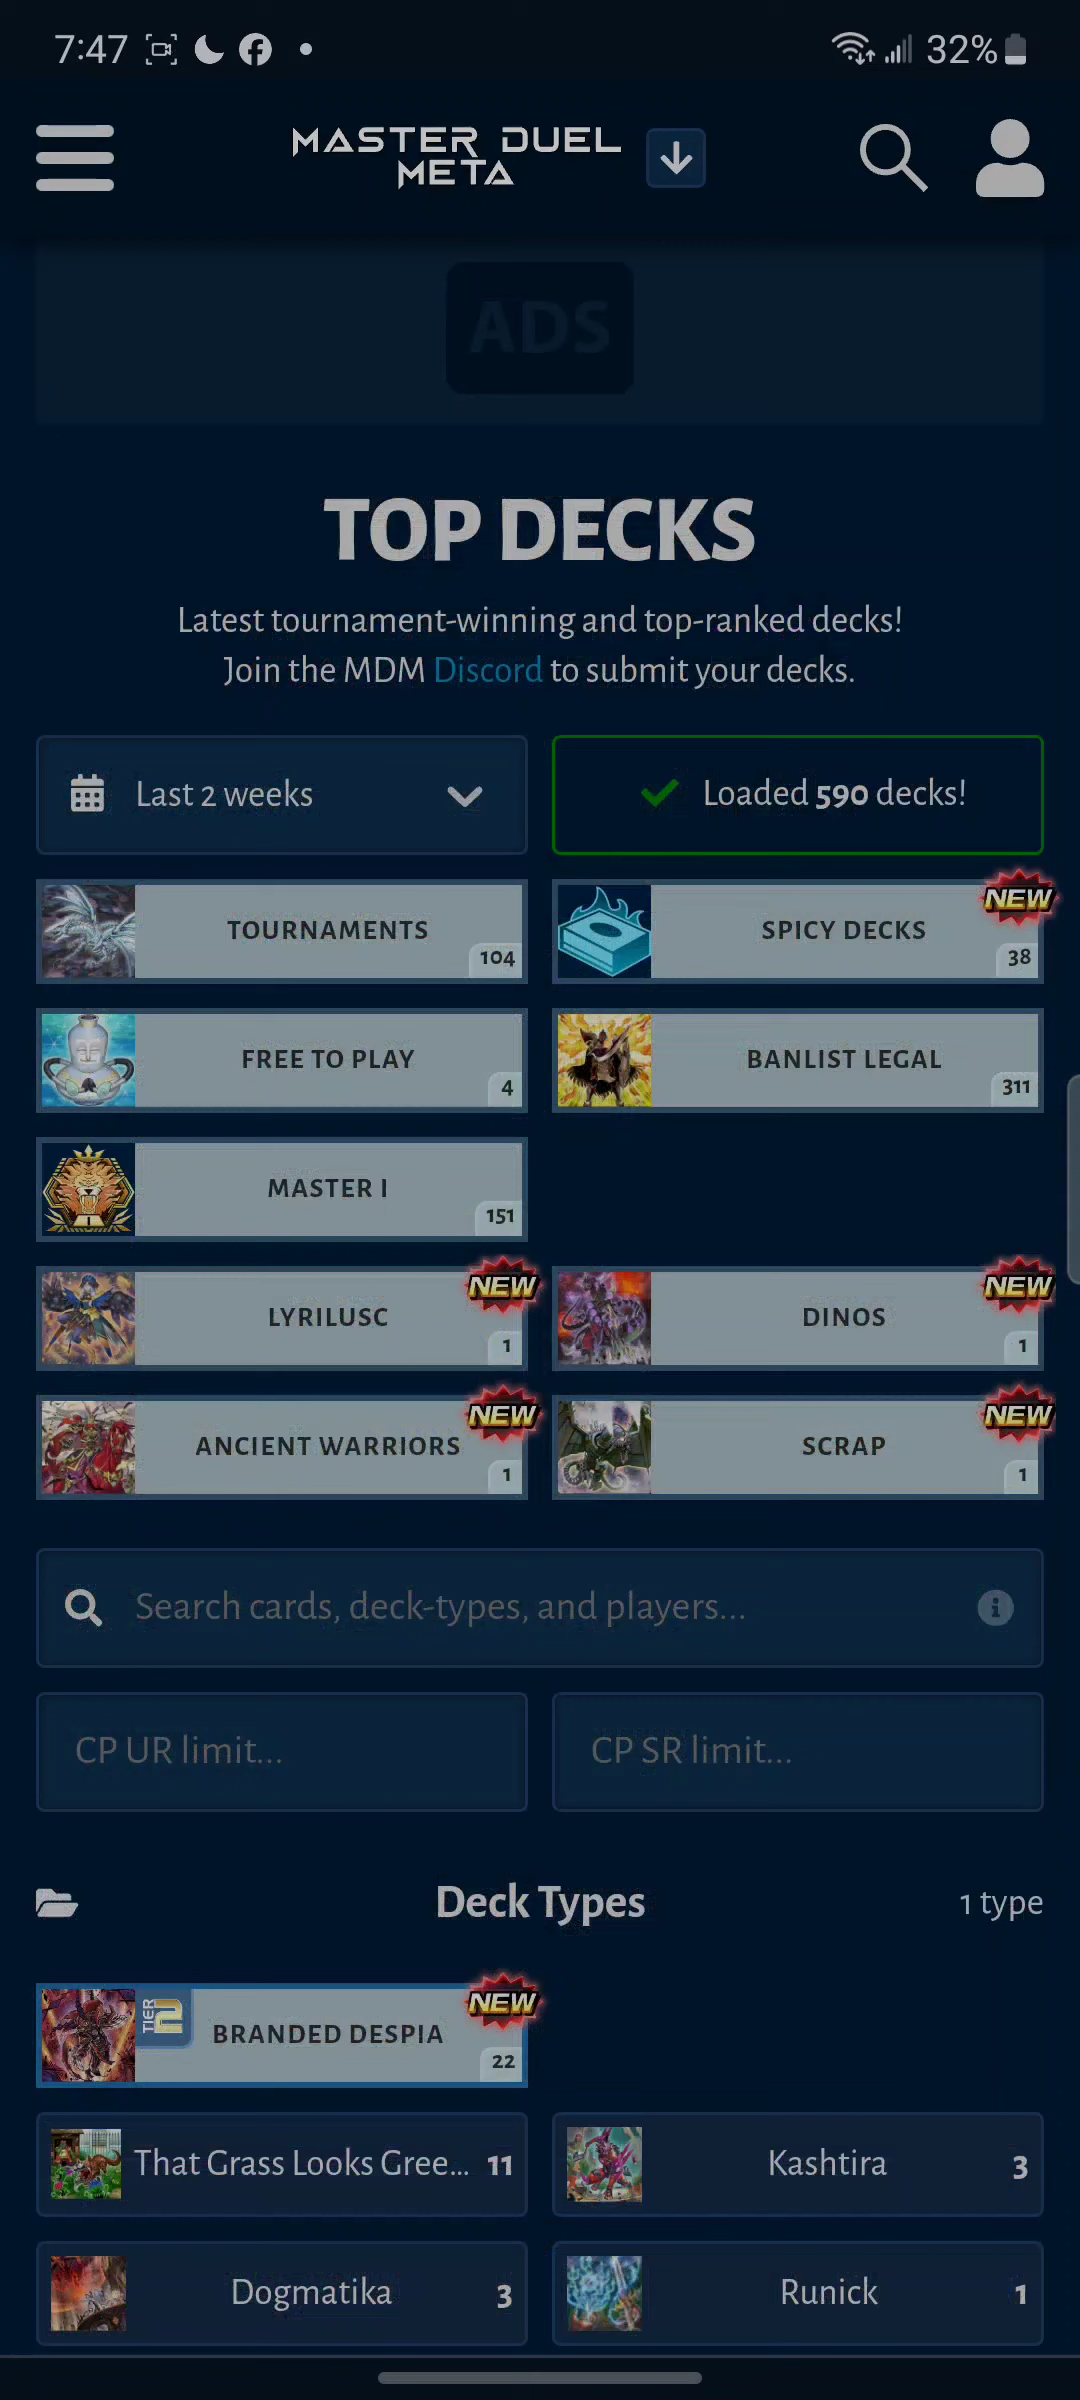 7:47
32%
MASTER DUEL
META
ADS
TOP DECKS
Latest tournament-winning and top-ranked decks!
Join the MDM Discord to submit your decks.
Last 2 weeks
Loaded 590 decks!
TOURNAMENTS
104
NEW
SPICY DECKS
38
FREE TO PLAY
4
BANLIST LEGAL
311
MASTER I
151
NEW
LYRILUSC
1
NEW
DINOS
1
NEW
ANCIENT WARRIORS
1
NEW
SCRAP
1
Search cards, deck-types, and players...
CP UR limit...
CP SR limit...
Deck Types
1 type
NEW
TIER 2
BRANDED DESPIA
22
That Grass Looks Gree... 11
Kashtira 3
Dogmatika 3
Runick 1